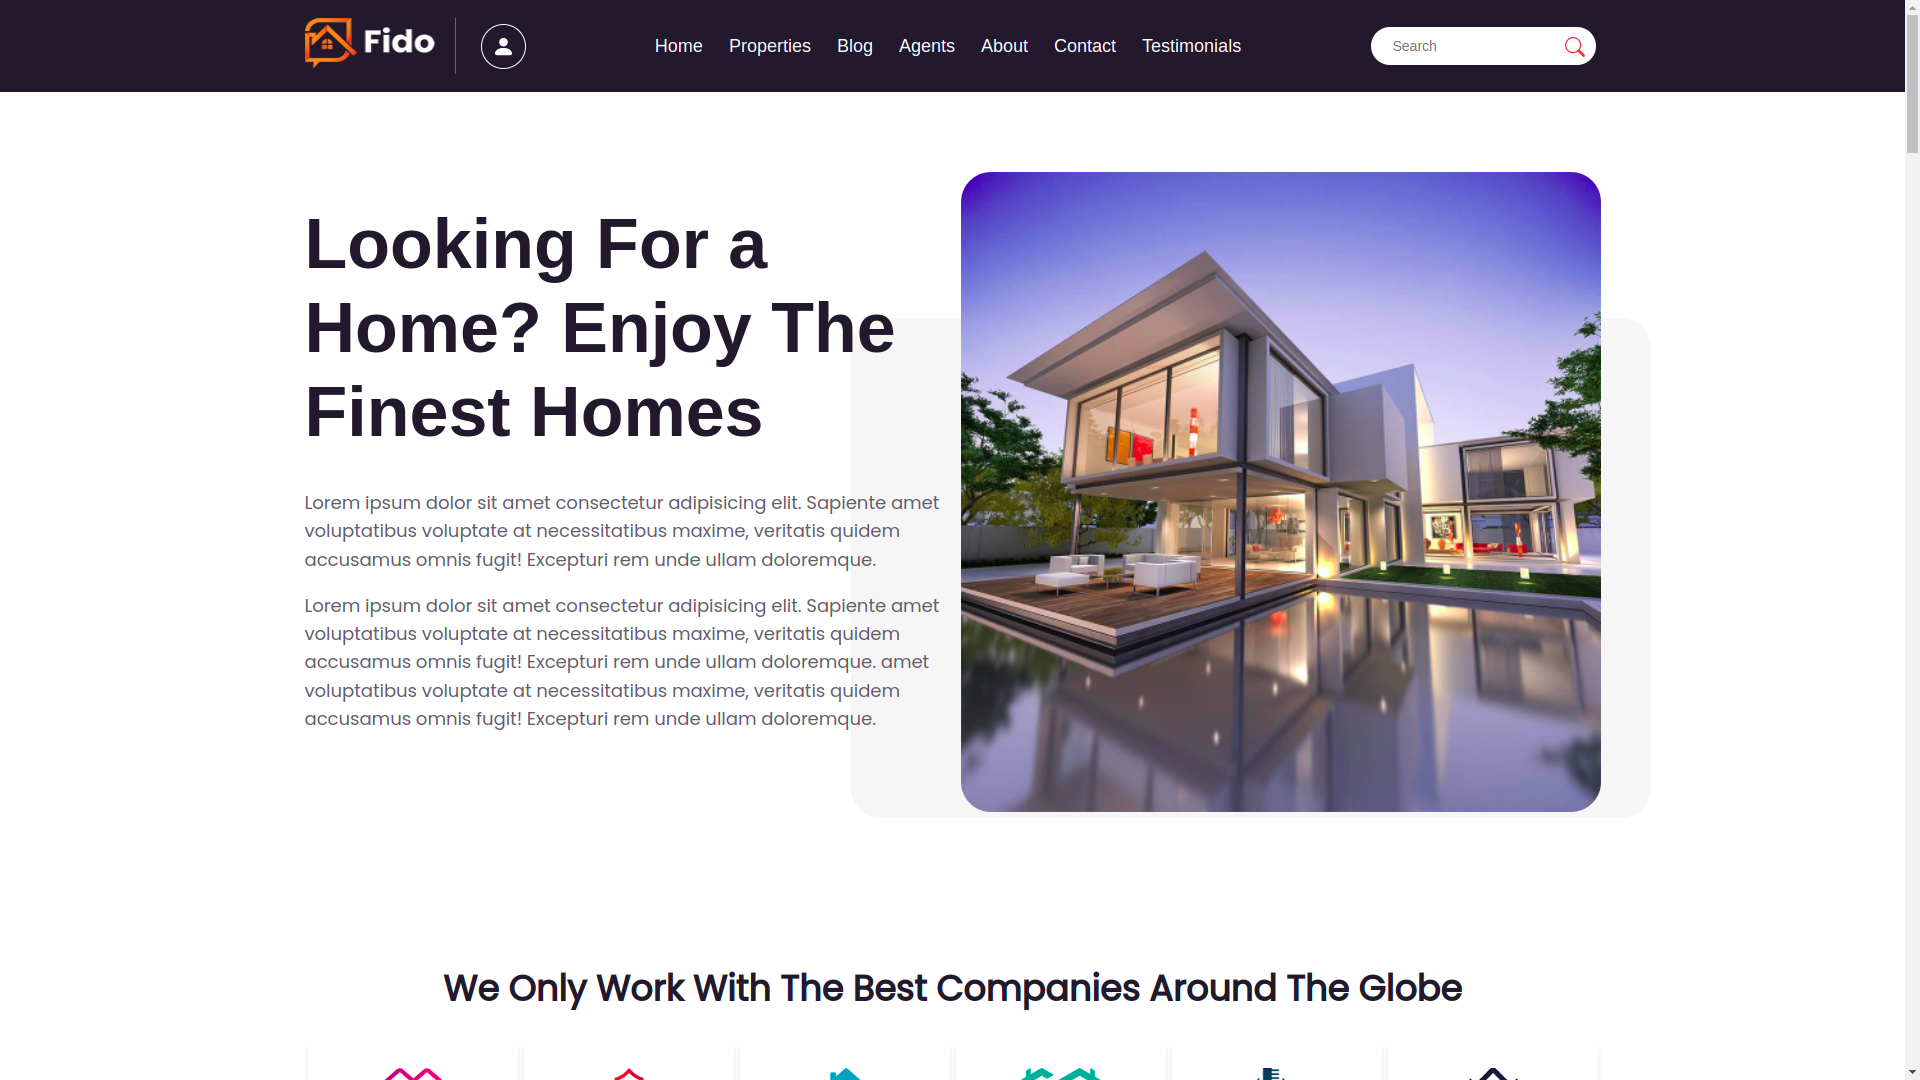 Fido
Home Properties Blog Agents About Contact Testimonials
Search
Looking For a
Home? Enjoy The
Finest Homes
Lorem ipsum dolor sit amet consectetur adipisicing elit. Sapiente amet
voluptatibus voluptate at necessitatibus maxime, veritatis quidem
accusamus omnis fugit! Excepturi rem unde ullam doloremque.
Lorem ipsum dolor sit amet consectetur adipisicing elit. Sapiente amet
voluptatibus voluptate at necessitatibus maxime, veritatis quidem
accusamus omnis fugit! Excepturi rem unde ullam doloremque. amet
voluptatibus voluptate at necessitatibus maxime, veritatis quidem
accusamus omnis fugit! Excepturi rem unde ullam doloremque.
We Only Work With The Best Companies Around The Globe